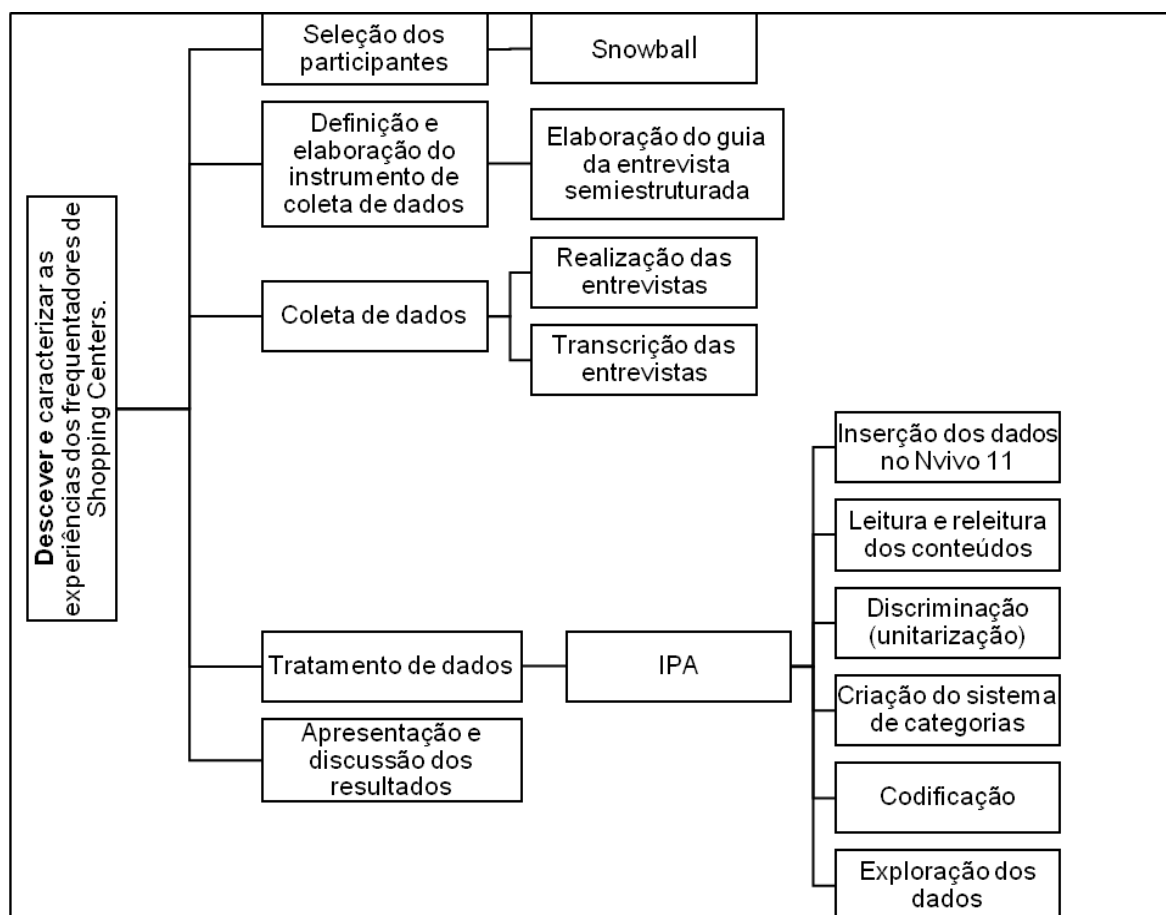 Descever e caracterizar as
experiências dos frequentadores de
Shopping Centers.
Seleção dos
participantes
Snowball
Definição e
elaboração do
instrumento de
coleta de dados
Elaboração do guia
da entrevista
semiestruturada
Coleta de dados
Realização das
entrevistas
Transcrição das
entrevistas
Tratamento de dados
IPA
Inserção dos dados
no Nvivo 11
Leitura e releitura
dos conteúdos
Discriminação
(unitarização)
Criação do sistema
de categorias
Codificação
Exploração dos
dados
Apresentação e
discussão dos
resultados